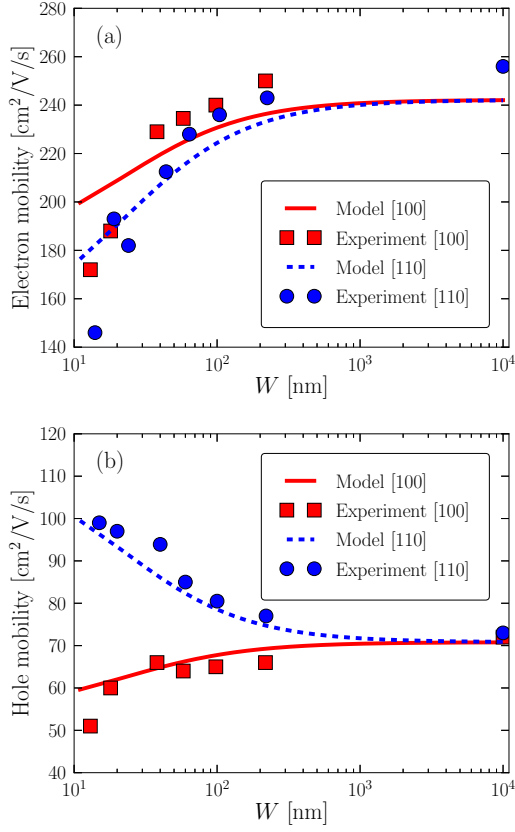 (a)
Electron mobility [cm²/V/s]
280
260
240
220
200
180
160
140
Model [100]
Experiment [100]
Model [110]
Experiment [110]
10¹ 10² 10³ 10⁴
W [nm]
(b)
Hole mobility [cm²/V/s]
120
110
100
90
80
70
60
50
40
Model [100]
Experiment [100]
Model [110]
Experiment [110]
10¹ 10² 10³ 10⁴
W [nm]